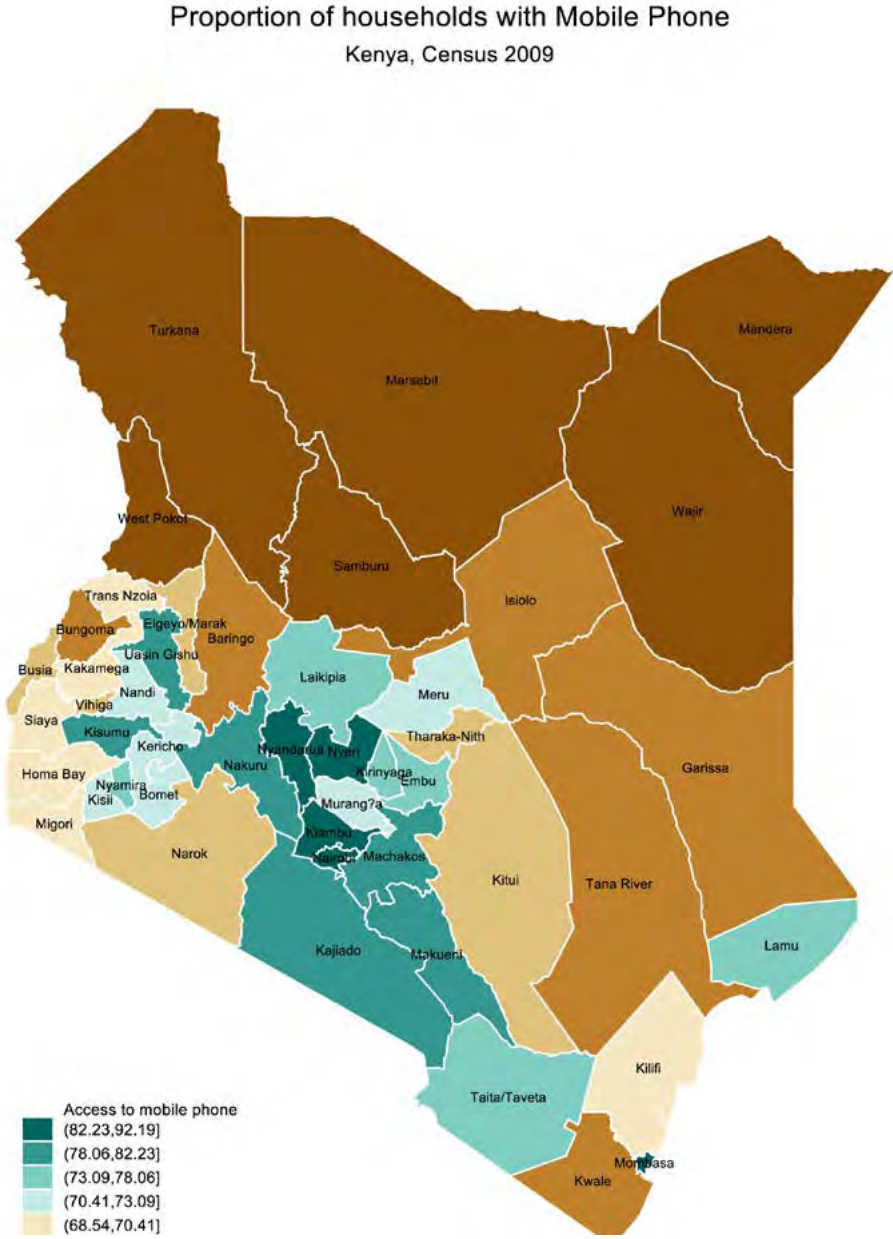 Proportion of households with Mobile Phone
Kenya, Census 2009
Turkana
Mandera
Marsabit
Wajir
West Pokot
Samburu
Trans Nzola
Isiolo
Elgeyo/Marak
Bungoma
Baringo
Uasin Gishu
Busia
Kakamega
Laikipia
Nandi
Meru
Vihiga
Siaya
Kisumu
Tharaka-Nith
Kericho
Nyandarua
Nyeri
Garissa
Homa Bay
Nakuru
Kirinyaga
Embu
Nyamira
Kisii
Bomet
Murang?a
Migori
Kiambu
Narok
Nairobi
Machakos
Kitui
Tana River
Lamu
Kajiado
Makueni
Kilifi
Taita/Taveta
Mombasa
Kwale
Access to mobile phone
(82.23,92.19]
(78.06,82.23]
(73.09,78.06]
(70.41,73.09]
(68.54,70.41]